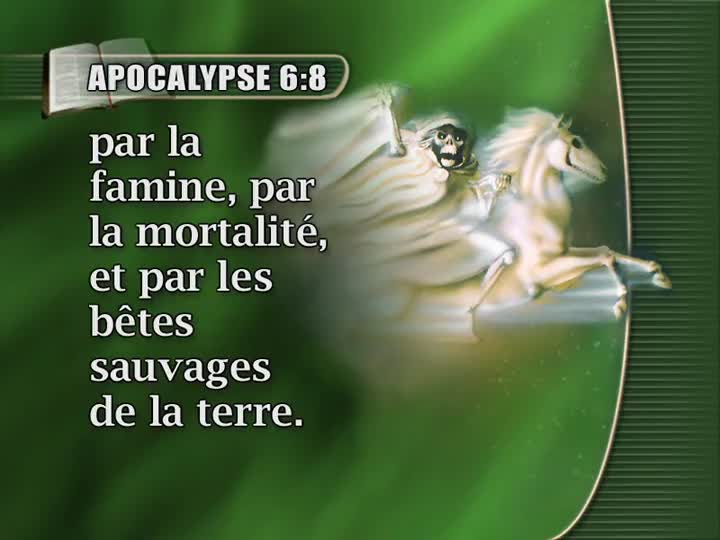 APOCALYPSE 6:8
par la
famine, par
la mortalité,
et par les
bêtes
sauvages
de la terre.